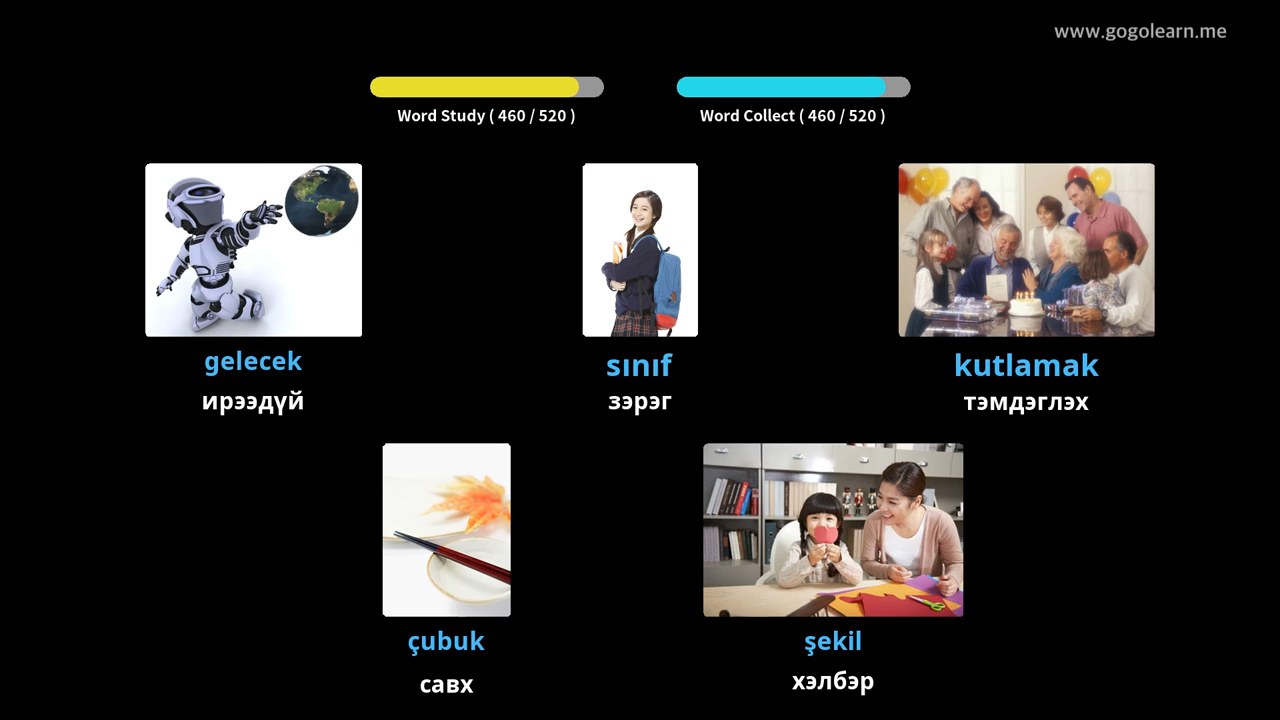 www.gogolearn.me
Word Study ( 460 / 520 )
Word Collect ( 460 / 520 )
gelecek
ирээдүй
sınıf
зэрэг
kutlamak
тэмдэглэх
çubuk
савх
şekil
хэлбэр